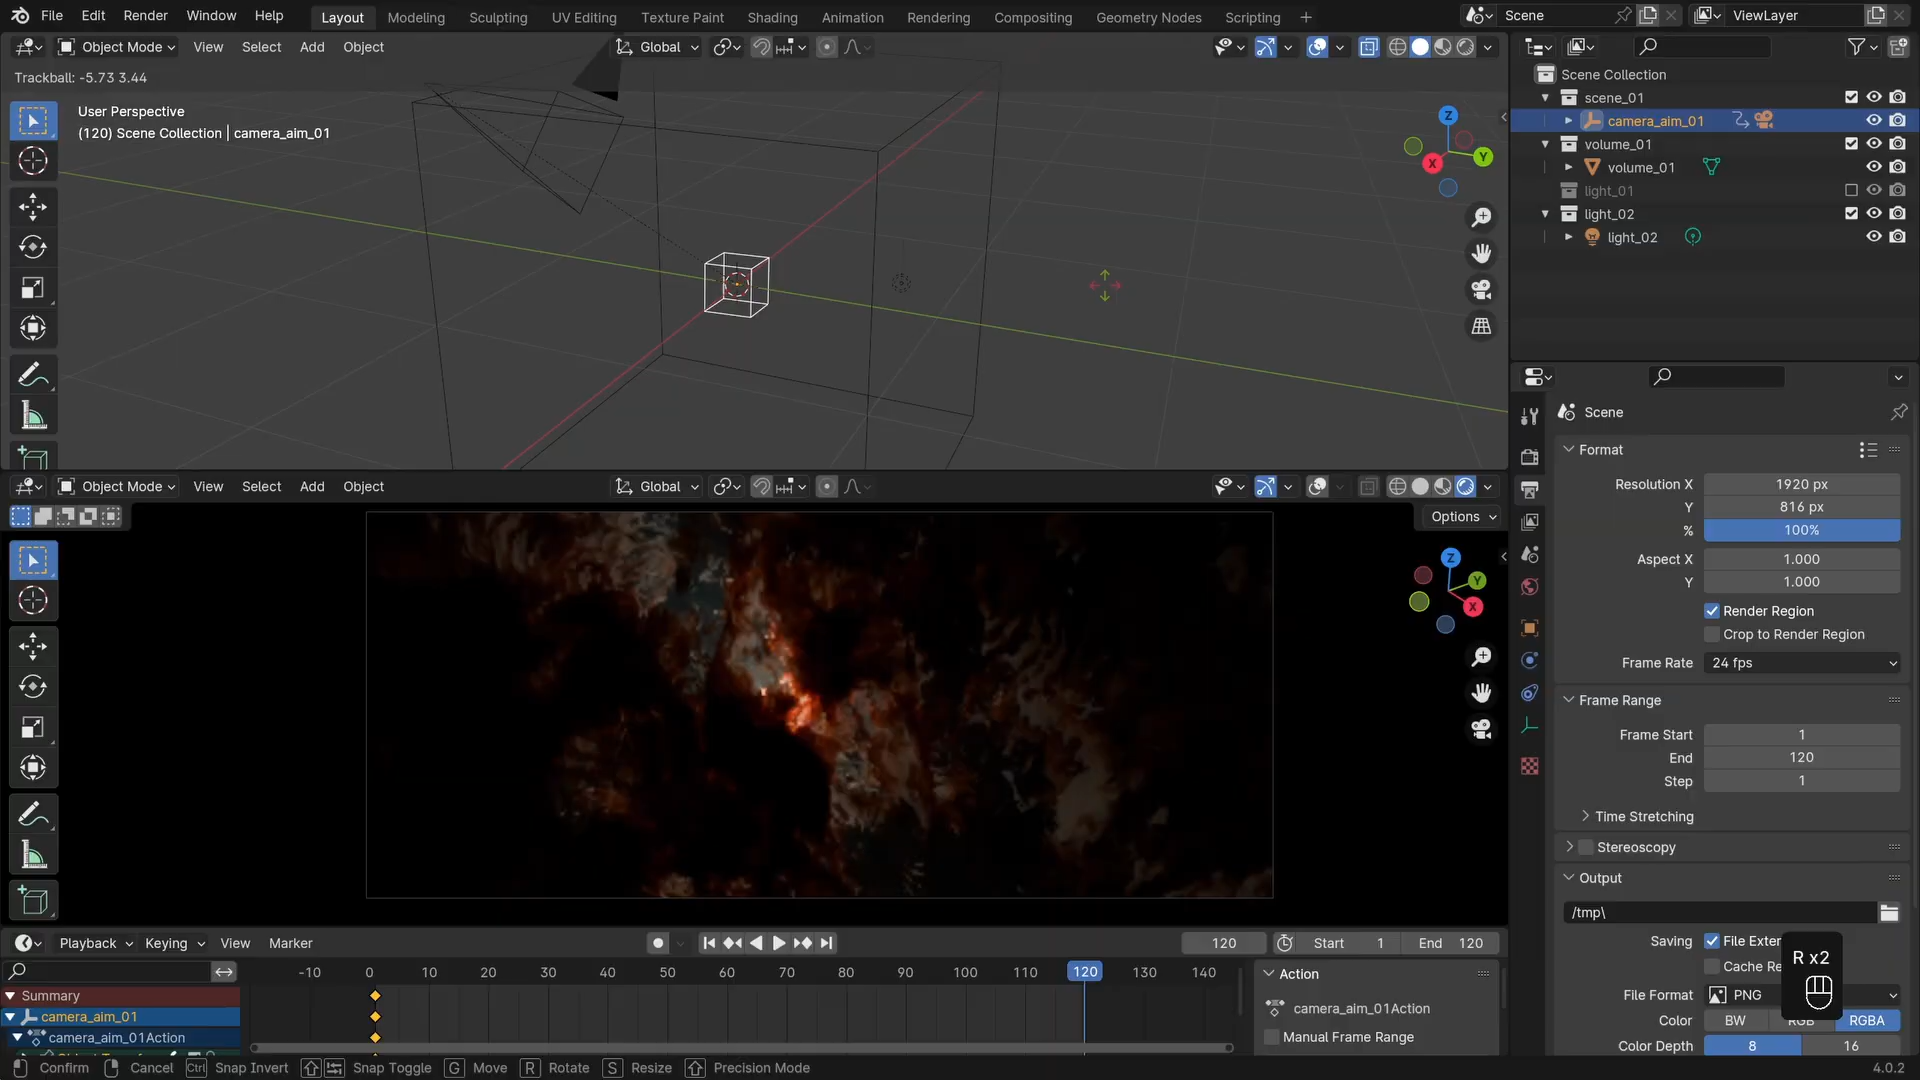 File Edit Render Window Help Layout Modeling Sculpting UV Editing Texture Paint Shading Animation Rendering Compositing Geometry Nodes Scripting + Scene ViewLayer
Object Mode View Select Add Object Global
Trackball: -5.73 3.44
User Perspective
(120) Scene Collection | camera_aim_01
Z
Y
X
Scene Collection
scene_01
camera_aim_01
volume_01
volume_01
light_01
light_02
light_02
Object Mode View Select Add Object Global
Options
Z
Y
X
Scene
Format
Resolution X 1920 px
Y 816 px
% 100%
Aspect X 1.000
Y 1.000
Render Region
Crop to Render Region
Frame Rate 24 fps
Frame Range
Frame Start 1
End 120
Step 1
Time Stretching
Stereoscopy
Output
/tmp\
Saving File Exten
Cache Re
File Format PNG
Color BW RGB RGBA
Color Depth 8 16
R x2
Playback Keying View Marker 120 Start 1 End 120
-10 0 10 20 30 40 50 60 70 80 90 100 110 120 130 140
Summary
camera_aim_01
camera_aim_01Action
Action
camera_aim_01Action
Manual Frame Range
Confirm Cancel Ctrl Snap Invert Snap Toggle G Move R Rotate S Resize Precision Mode 4.0.2